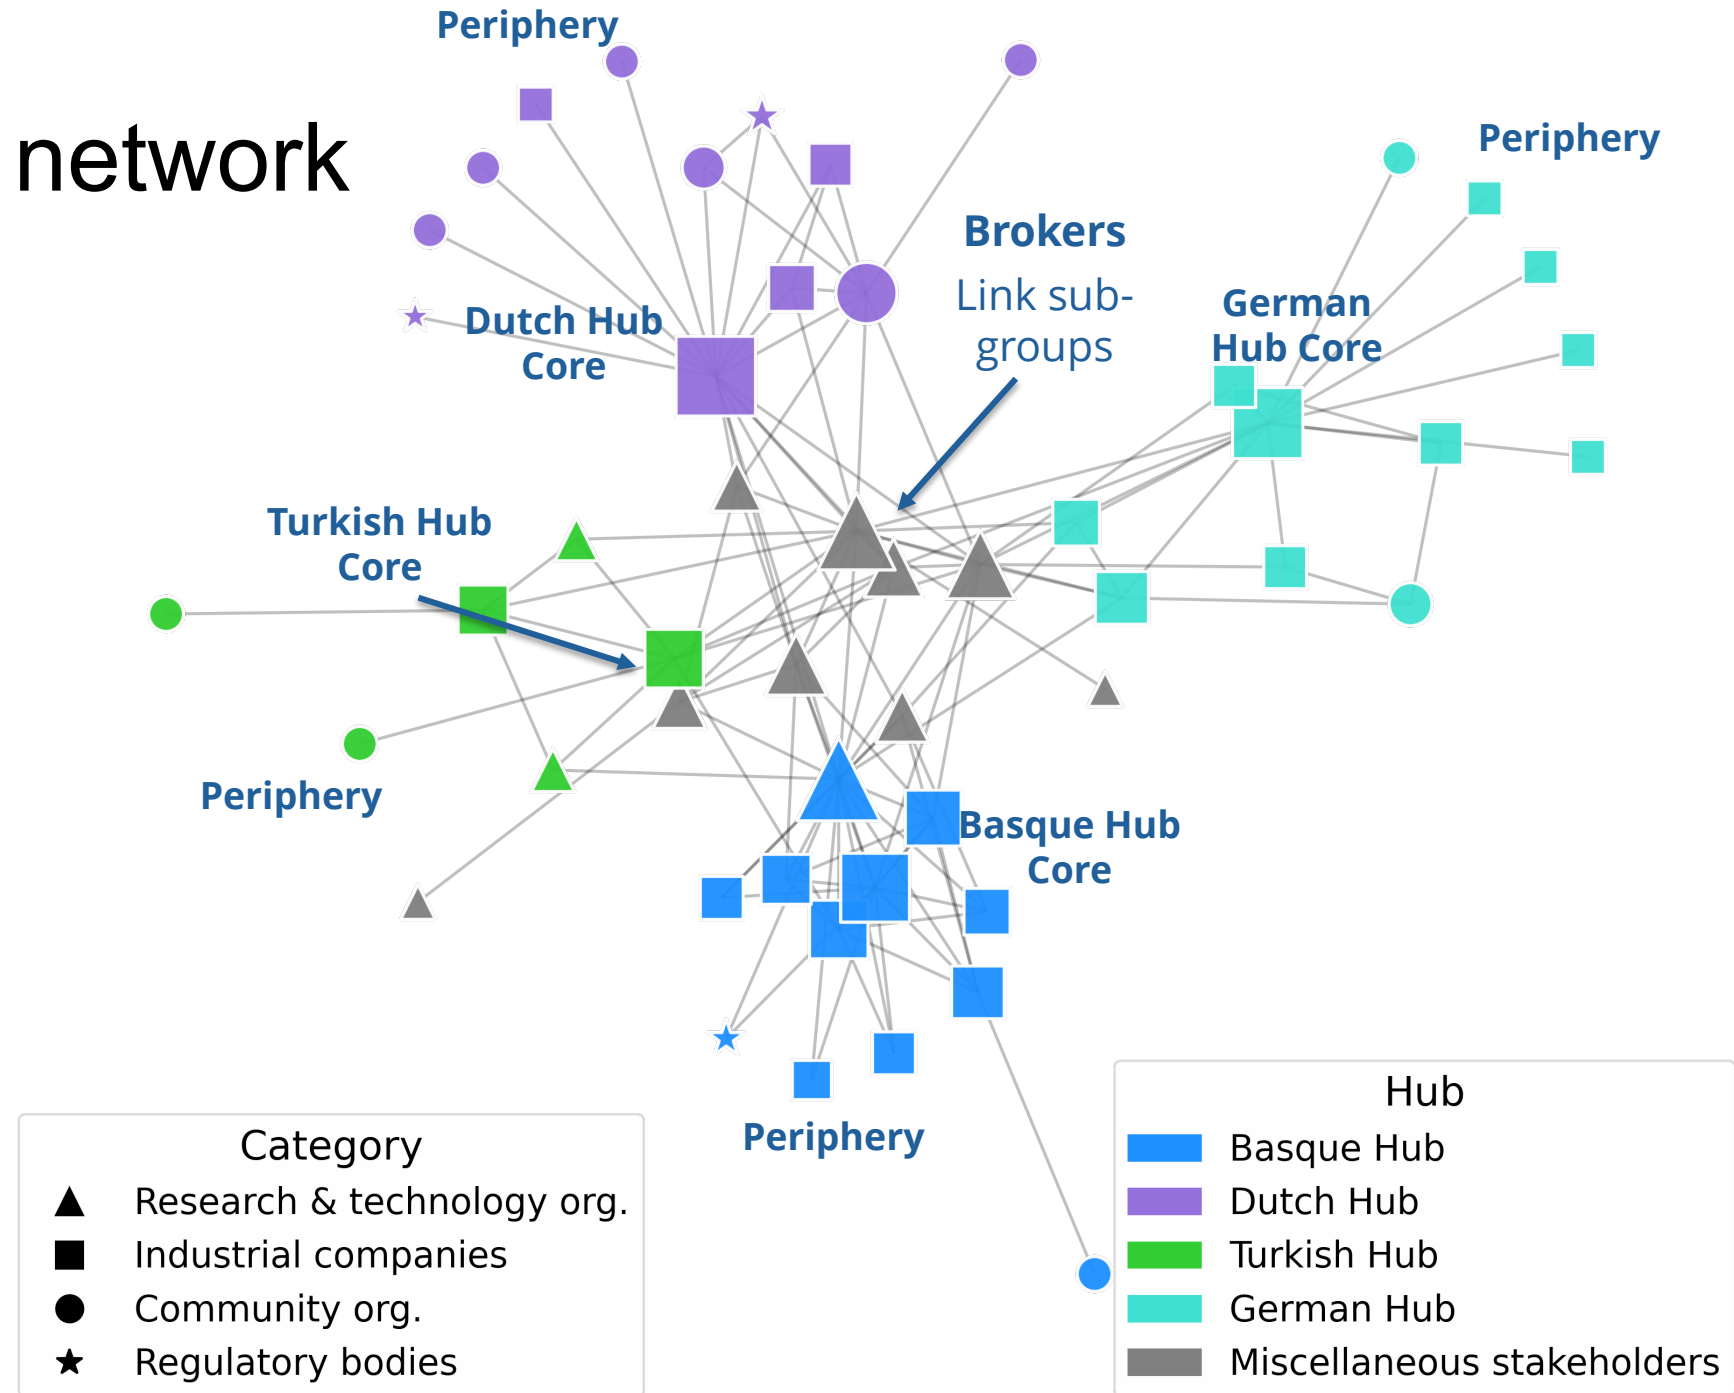 Periphery
network
Periphery
Brokers
Link sub-
groups
Dutch Hub
Core
German
Hub Core
Turkish Hub
Core
Periphery
Basque Hub
Core
Periphery
Category
Research & technology org.
Industrial companies
Community org.
Regulatory bodies
Hub
Basque Hub
Dutch Hub
Turkish Hub
German Hub
Miscellaneous stakeholders